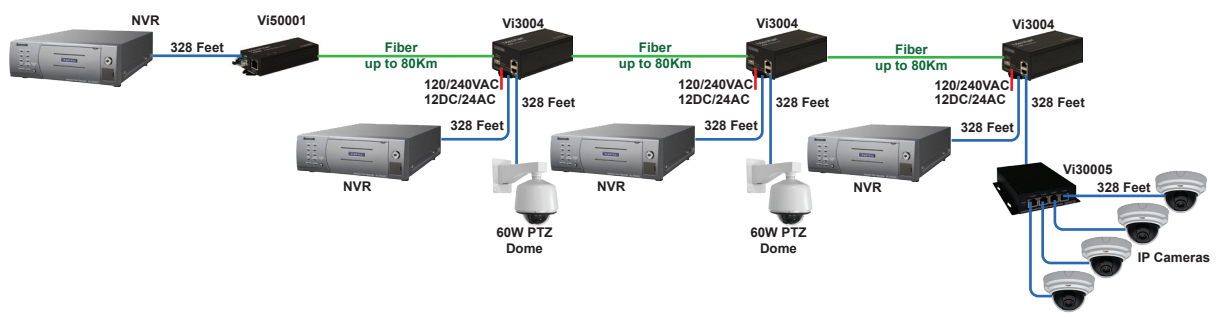 NVR
Vi50001
Vi3004
Vi3004
Vi3004
328 Feet
Fiber
up to 80Km
Fiber
up to 80Km
Fiber
up to 80Km
120/240VAC
12DC/24AC
120/240VAC
12DC/24AC
120/240VAC
12DC/24AC
328 Feet
328 Feet
328 Feet
328 Feet
328 Feet
328 Feet
NVR
NVR
NVR
Vi30005
328 Feet
60W PTZ
Dome
60W PTZ
Dome
IP Cameras